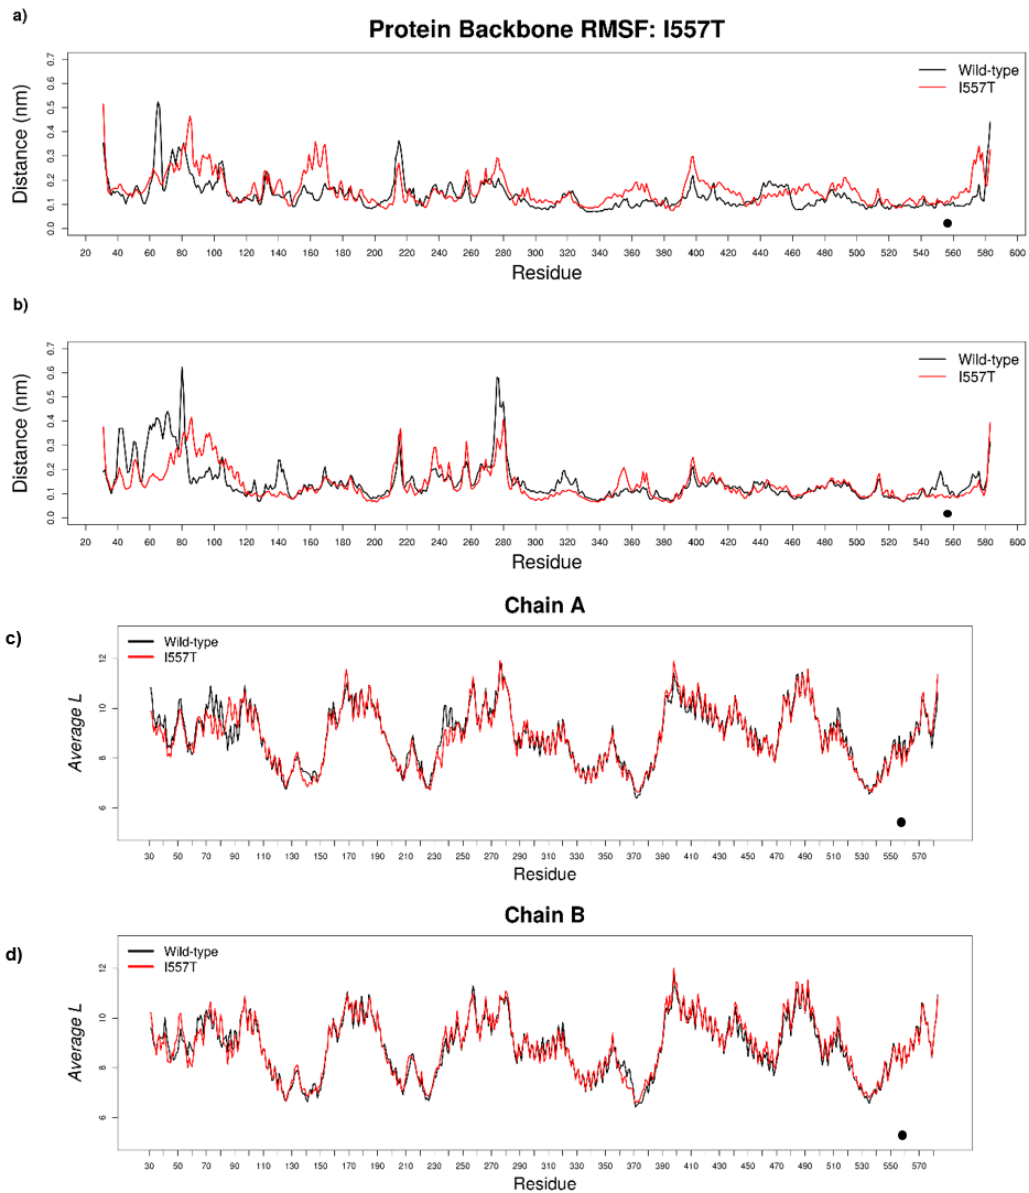 a)
Protein Backbone RMSF: I557T
Distance (nm)
0.7
0.6
0.5
0.4
0.3
0.2
0.1
0.0
Wild-type
I557T
20 40 60 80 100 120 140 160 180 200 220 240 260 280 300 320 340 360 380 400 420 440 460 480 500 520 540 560 580 600
Residue
b)
Distance (nm)
0.7
0.6
0.5
0.4
0.3
0.2
0.1
0.0
Wild-type
I557T
20 40 60 80 100 120 140 160 180 200 220 240 260 280 300 320 340 360 380 400 420 440 460 480 500 520 540 560 580 600
Residue
Chain A
c)
Average L
12
10
8
6
Wild-type
I557T
30 50 70 90 110 130 150 170 190 210 230 250 270 290 310 330 350 370 390 410 430 450 470 490 510 530 550 570
Residue
Chain B
d)
Average L
12
10
8
6
Wild-type
I557T
30 50 70 90 110 130 150 170 190 210 230 250 270 290 310 330 350 370 390 410 430 450 470 490 510 530 550 570
Residue